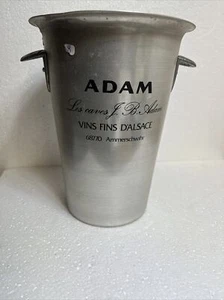 ADAM
Les caves J. B. Adam
VINS FINS D'ALSACE
68770 Ammerschwihr